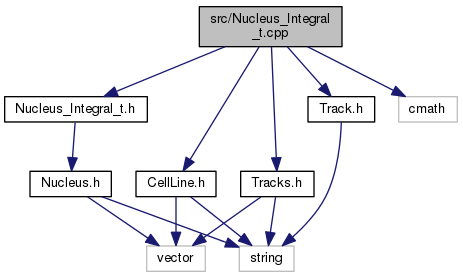 src/Nucleus_Integral
_t.cpp
Nucleus_Integral_t.h
Track.h
cmath
Nucleus.h
CellLine.h
Tracks.h
vector
string